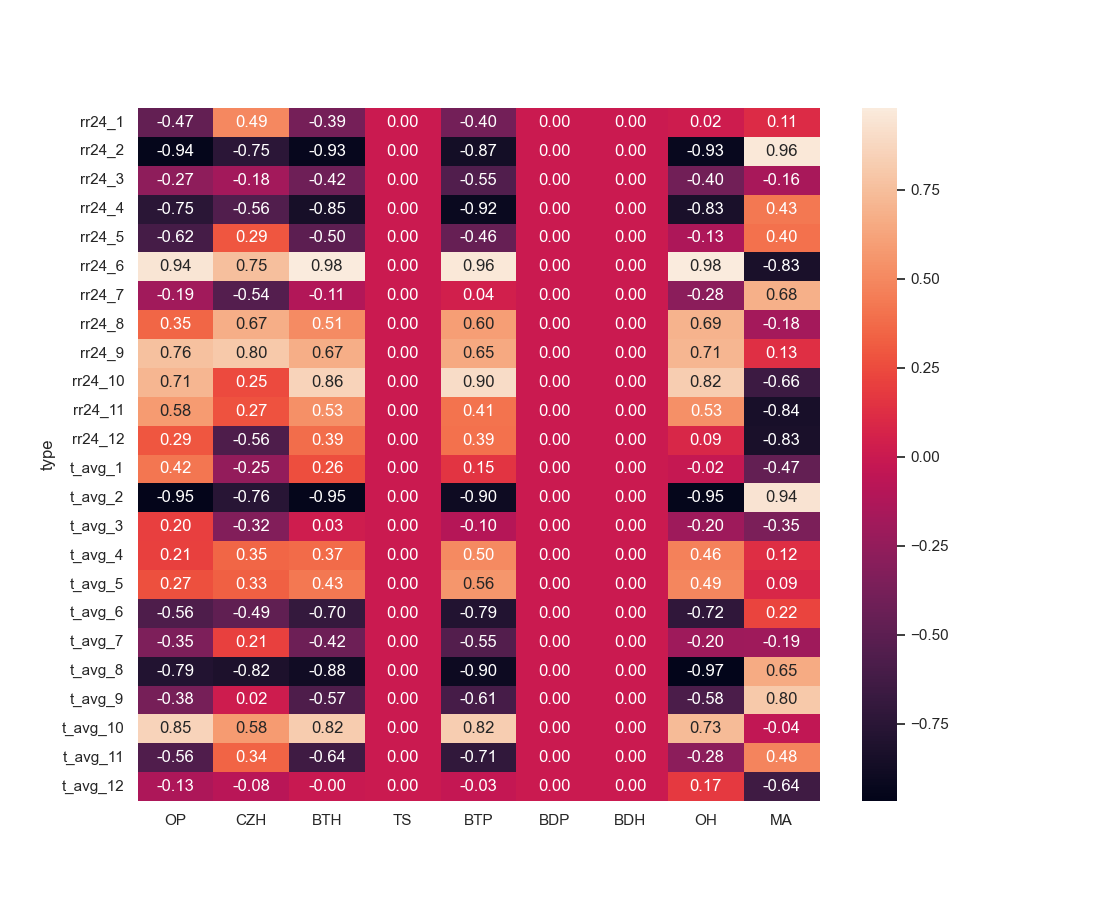 rr24_1 -0.47 0.49 -0.39 0.00 -0.40 0.00 0.00 0.02 0.11
rr24_2 -0.94 -0.75 -0.93 0.00 -0.87 0.00 0.00 -0.93 0.96
rr24_3 -0.27 -0.18 -0.42 0.00 -0.55 0.00 0.00 -0.40 -0.16
rr24_4 -0.75 -0.56 -0.85 0.00 -0.92 0.00 0.00 -0.83 0.43
rr24_5 -0.62 0.29 -0.50 0.00 -0.46 0.00 0.00 -0.13 0.40
rr24_6 0.94 0.75 0.98 0.00 0.96 0.00 0.00 0.98 -0.83
rr24_7 -0.19 -0.54 -0.11 0.00 0.04 0.00 0.00 -0.28 0.68
rr24_8 0.35 0.67 0.51 0.00 0.60 0.00 0.00 0.69 -0.18
rr24_9 0.76 0.80 0.67 0.00 0.65 0.00 0.00 0.71 0.13
rr24_10 0.71 0.25 0.86 0.00 0.90 0.00 0.00 0.82 -0.66
rr24_11 0.58 0.27 0.53 0.00 0.41 0.00 0.00 0.53 -0.84
rr24_12 0.29 -0.56 0.39 0.00 0.39 0.00 0.00 0.09 -0.83
t_avg_1 0.42 -0.25 0.26 0.00 0.15 0.00 0.00 -0.02 -0.47
t_avg_2 -0.95 -0.76 -0.95 0.00 -0.90 0.00 0.00 -0.95 0.94
t_avg_3 0.20 -0.32 0.03 0.00 -0.10 0.00 0.00 -0.20 -0.35
t_avg_4 0.21 0.35 0.37 0.00 0.50 0.00 0.00 0.46 0.12
t_avg_5 0.27 0.33 0.43 0.00 0.56 0.00 0.00 0.49 0.09
t_avg_6 -0.56 -0.49 -0.70 0.00 -0.79 0.00 0.00 -0.72 0.22
t_avg_7 -0.35 0.21 -0.42 0.00 -0.55 0.00 0.00 -0.20 -0.19
t_avg_8 -0.79 -0.82 -0.88 0.00 -0.90 0.00 0.00 -0.97 0.65
t_avg_9 -0.38 0.02 -0.57 0.00 -0.61 0.00 0.00 -0.58 0.80
t_avg_10 0.85 0.58 0.82 0.00 0.82 0.00 0.00 0.73 -0.04
t_avg_11 -0.56 0.34 -0.64 0.00 -0.71 0.00 0.00 -0.28 0.48
t_avg_12 -0.13 -0.08 -0.00 0.00 -0.03 0.00 0.00 0.17 -0.64
OP CZH BTH TS BTP BDP BDH OH MA
type
0.75
0.50
0.25
0.00
-0.25
-0.50
-0.75